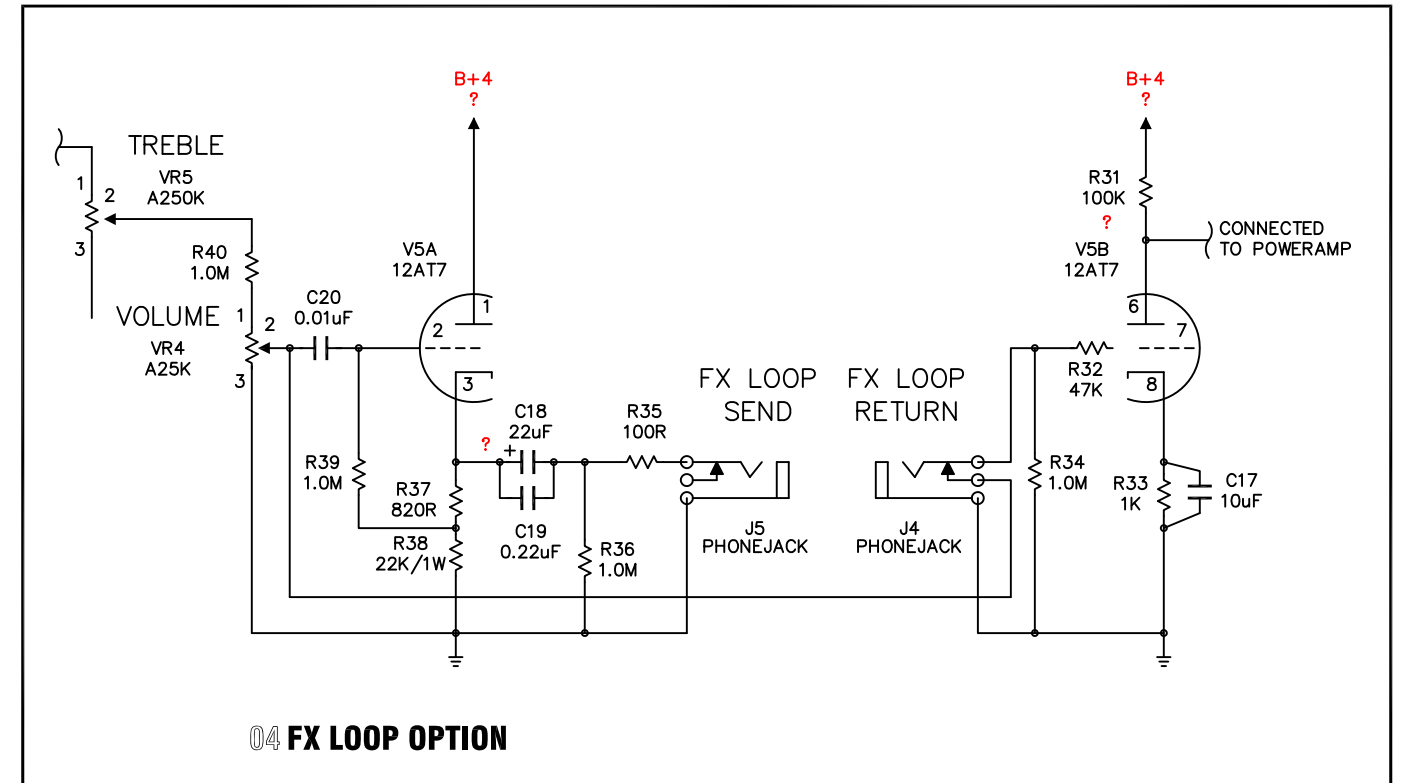 B+4
?
B+4
?
TREBLE
VR5
A250K
1
2
3
R31
100K
?
CONNECTED
TO POWERAMP
R40
1.0M
V5A
12AT7
V5B
12AT7
VOLUME
VR4
A25K
1
2
3
C20
0.01uF
1
2
3
6
7
8
R32
47K
FX LOOP
SEND
FX LOOP
RETURN
C18
22uF
+
?
R35
100R
R39
1.0M
R37
820R
R38
22K/1W
C19
0.22uF
R36
1.0M
J5
PHONEJACK
J4
PHONEJACK
R34
1.0M
R33
1K
C17
10uF
04 FX LOOP OPTION